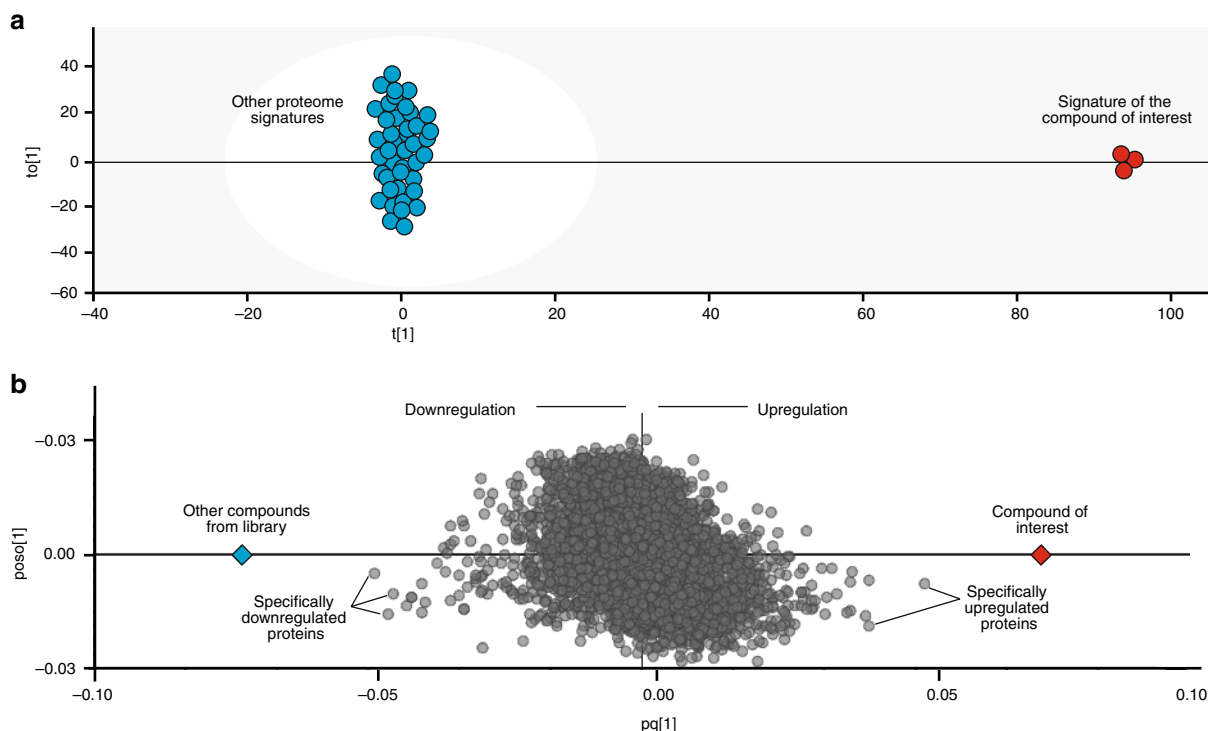 a
40
20
0
−20
−40
−60
to[1]
Other proteome
signatures
Signature of the
compound of interest
−40
−20
0
20
40
60
80
100
t[1]
b
Downregulation
Upregulation
−0.03
0.00
−0.03
poso[1]
Other compounds
from library
Compound of
interest
Specifically
downregulated
proteins
Specifically
upregulated
proteins
−0.10
−0.05
0.00
0.05
0.10
pq[1]